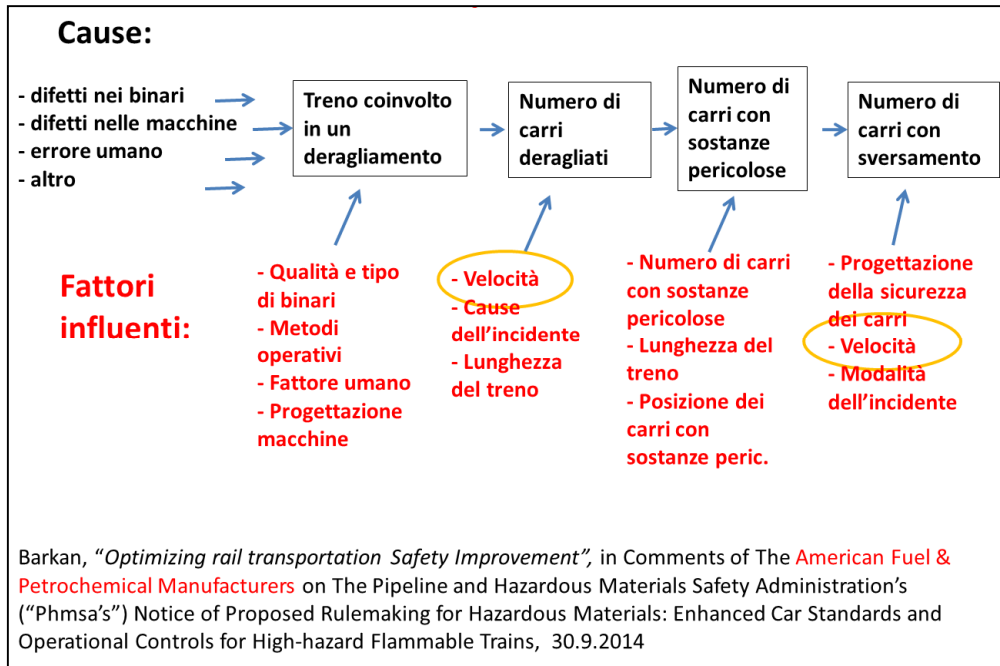 Cause:
- difetti nei binari
- difetti nelle macchine
- errore umano
- altro
Treno coinvolto
in un
deragliamento
Numero di
carri
deragliati
Numero di
carri con
sostanze
pericolose
Numero di
carri con
sversamento
Fattori
influenti:
- Qualità e tipo
di binari
- Metodi
operativi
- Fattore umano
- Progettazione
macchine
- Velocità
- Cause
dell'incidente
- Lunghezza
del treno
- Numero di carri
con sostanze
pericolose
- Lunghezza del
treno
- Posizione dei
carri con
sostanze peric.
- Progettazione
della sicurezza
dei carri
- Velocità
- Modalità
dell'incidente
Barkan, “Optimizing rail transportation Safety Improvement”, in Comments of The American Fuel &
Petrochemical Manufacturers on The Pipeline and Hazardous Materials Safety Administration’s
(“Phmsa’s”) Notice of Proposed Rulemaking for Hazardous Materials: Enhanced Car Standards and
Operational Controls for High-hazard Flammable Trains, 30.9.2014